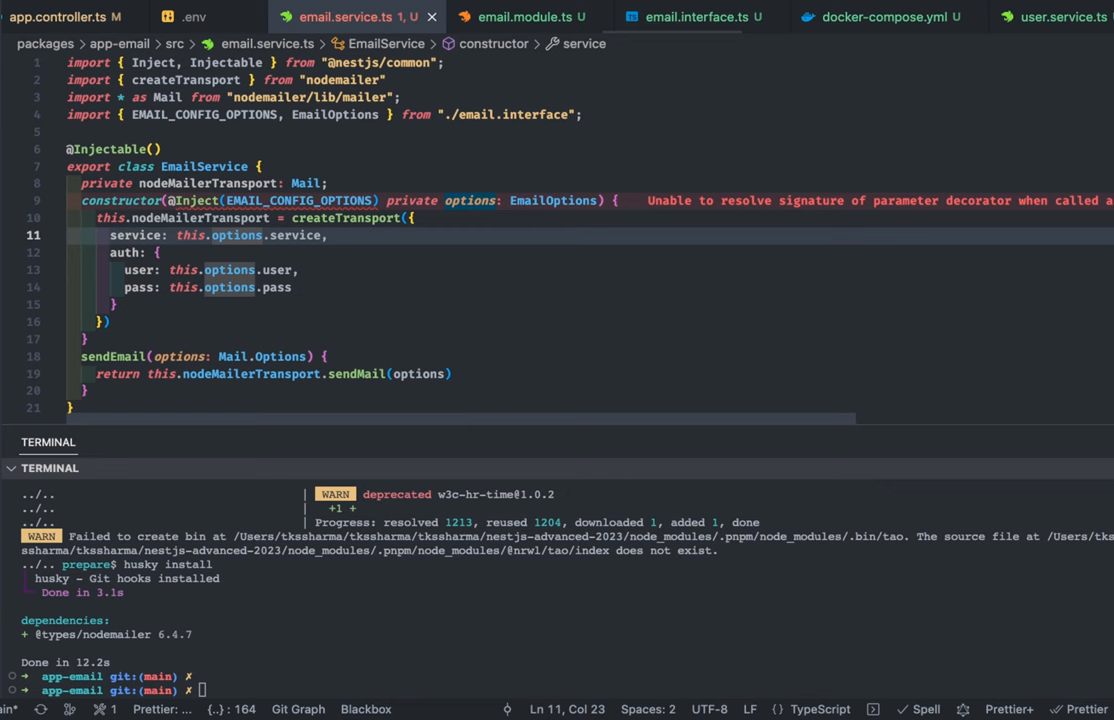 app.controller.ts M .env email.service.ts 1, U email.module.ts U email.interface.ts U docker-compose.yml U user.service.ts
packages > app-email > src > email.service.ts > EmailService > constructor > service
1 import { Inject, Injectable } from "@nestjs/common";
2 import { createTransport } from "nodemailer"
3 import * as Mail from "nodemailer/lib/mailer";
4 import { EMAIL_CONFIG_OPTIONS, EmailOptions } from "./email.interface";
5
6 @Injectable()
7 export class EmailService {
8 private nodeMailerTransport: Mail;
9 constructor(@Inject(EMAIL_CONFIG_OPTIONS) private options: EmailOptions) { Unable to resolve signature of parameter decorator when called a
10 this.nodeMailerTransport = createTransport({
11 service: this.options.service,
12 auth: {
13 user: this.options.user,
14 pass: this.options.pass
15 }
16 })
17 }
18 sendEmail(options: Mail.Options) {
19 return this.nodeMailerTransport.sendMail(options)
20 }
21 }
TERMINAL
TERMINAL
../.. | WARN deprecated w3c-hr-time@1.0.2
../.. | +1 +
../.. | Progress: resolved 1213, reused 1204, downloaded 1, added 1, done
WARN Failed to create bin at /Users/tkssharma/tkssharma/nestjs-advanced-2023/node_modules/.pnpm/node_modules/.bin/tao. The source file at /Users/tks
ssharma/tkssharma/nestjs-advanced-2023/node_modules/.pnpm/node_modules/@nrwl/tao/index does not exist.
../.. prepare$ husky install
husky - Git hooks installed
Done in 3.1s
dependencies:
+ @types/nodemailer 6.4.7
Done in 12.2s
➜ app-email git:(main) ✗
➜ app-email git:(main) ✗
ain* 1 Prettier: ... {..} : 164 Git Graph Blackbox Ln 11, Col 23 Spaces: 2 UTF-8 LF {} TypeScript Spell Prettier+ Prettier